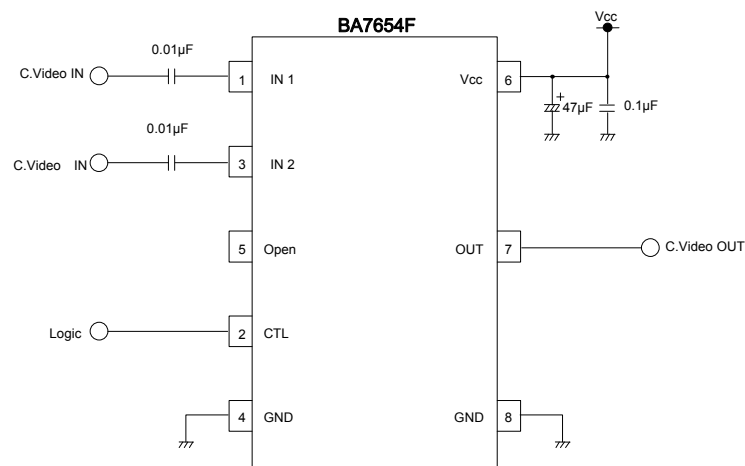 BA7654F
Vcc
0.01µF
C.Video IN
1 IN 1
Vcc 6
+
47µF
0.1µF
0.01µF
C.Video IN
3 IN 2
5 Open
OUT 7
C.Video OUT
Logic
2 CTL
4 GND
GND 8